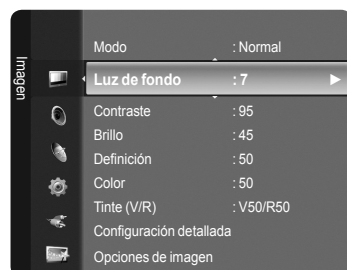 Imagen
Modo : Normal
Luz de fondo : 7
Contraste : 95
Brillo : 45
Definición : 50
Color : 50
Tinte (V/R) : V50/R50
Configuración detallada
Opciones de imagen